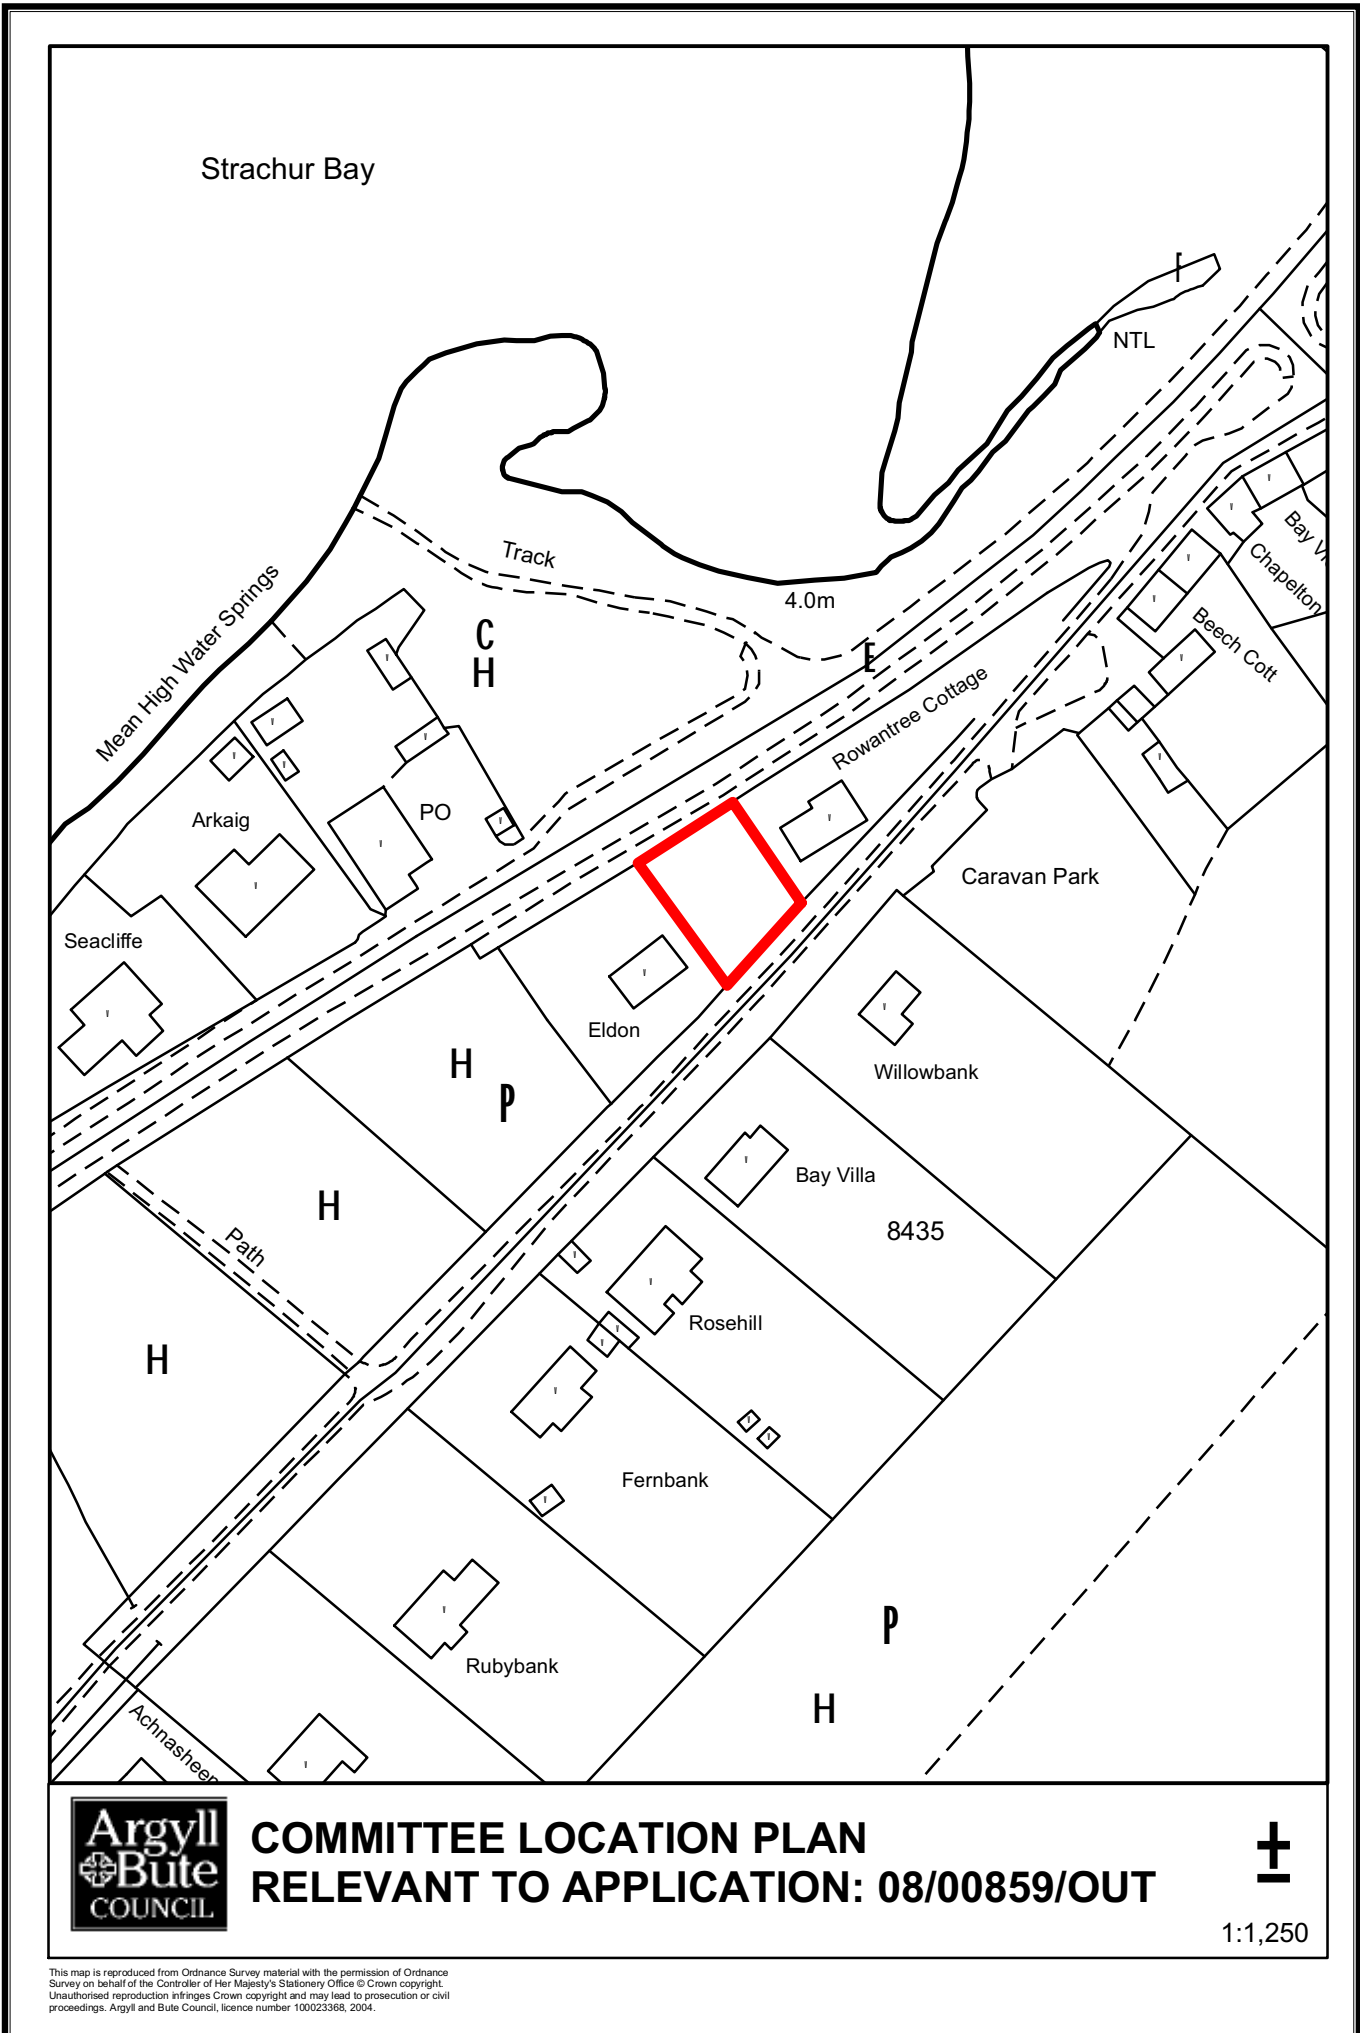 Strachur Bay
NTL
Track
4.0m
Mean High Water Springs
C
H
E
Rowantree Cottage
Bay
Chapelton
Beech Cott
Arkaig
PO
Seacliffe
Caravan Park
Eldon
H
P
Willowbank
Bay Villa
8435
H
Path
Rosehill
H
Fernbank
P
Rubybank
H
Achnasheen
Argyll
&Bute
COUNCIL
COMMITTEE LOCATION PLAN
RELEVANT TO APPLICATION: 08/00859/OUT
1:1,250
This map is reproduced from Ordnance Survey material with the permission of Ordnance
Survey on behalf of the Controller of Her Majesty's Stationery Office © Crown copyright.
Unauthorised reproduction infringes Crown copyright and may lead to prosecution or civil
proceedings. Argyll and Bute Council, licence number 100023368, 2004.